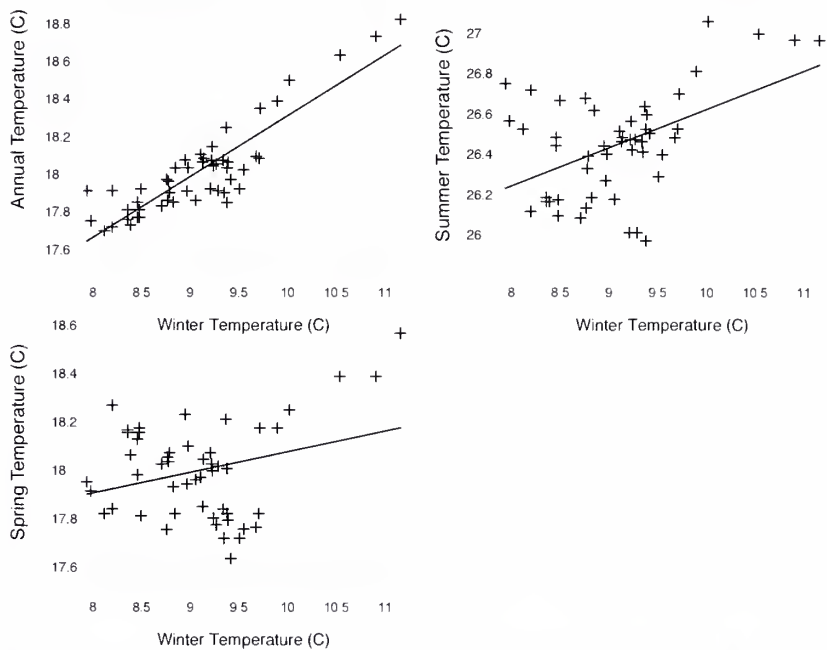 Annual Temperature (C)
18.8
18.6
18.4
18.2
18
17.8
17.6
8 8 5 9 9.5 10 10 5 11
Winter Temperature (C)
Summer Temperature (C)
27
26.8
26.6
26.4
26.2
26
8 8 5 9 9 5 10 10 5 11
Winter Temperature (C)
Spring Temperature (C)
18.6
18.4
18.2
18
17.8
17.6
8 8.5 9 9 5 10 10 5 11
Winter Temperature (C)